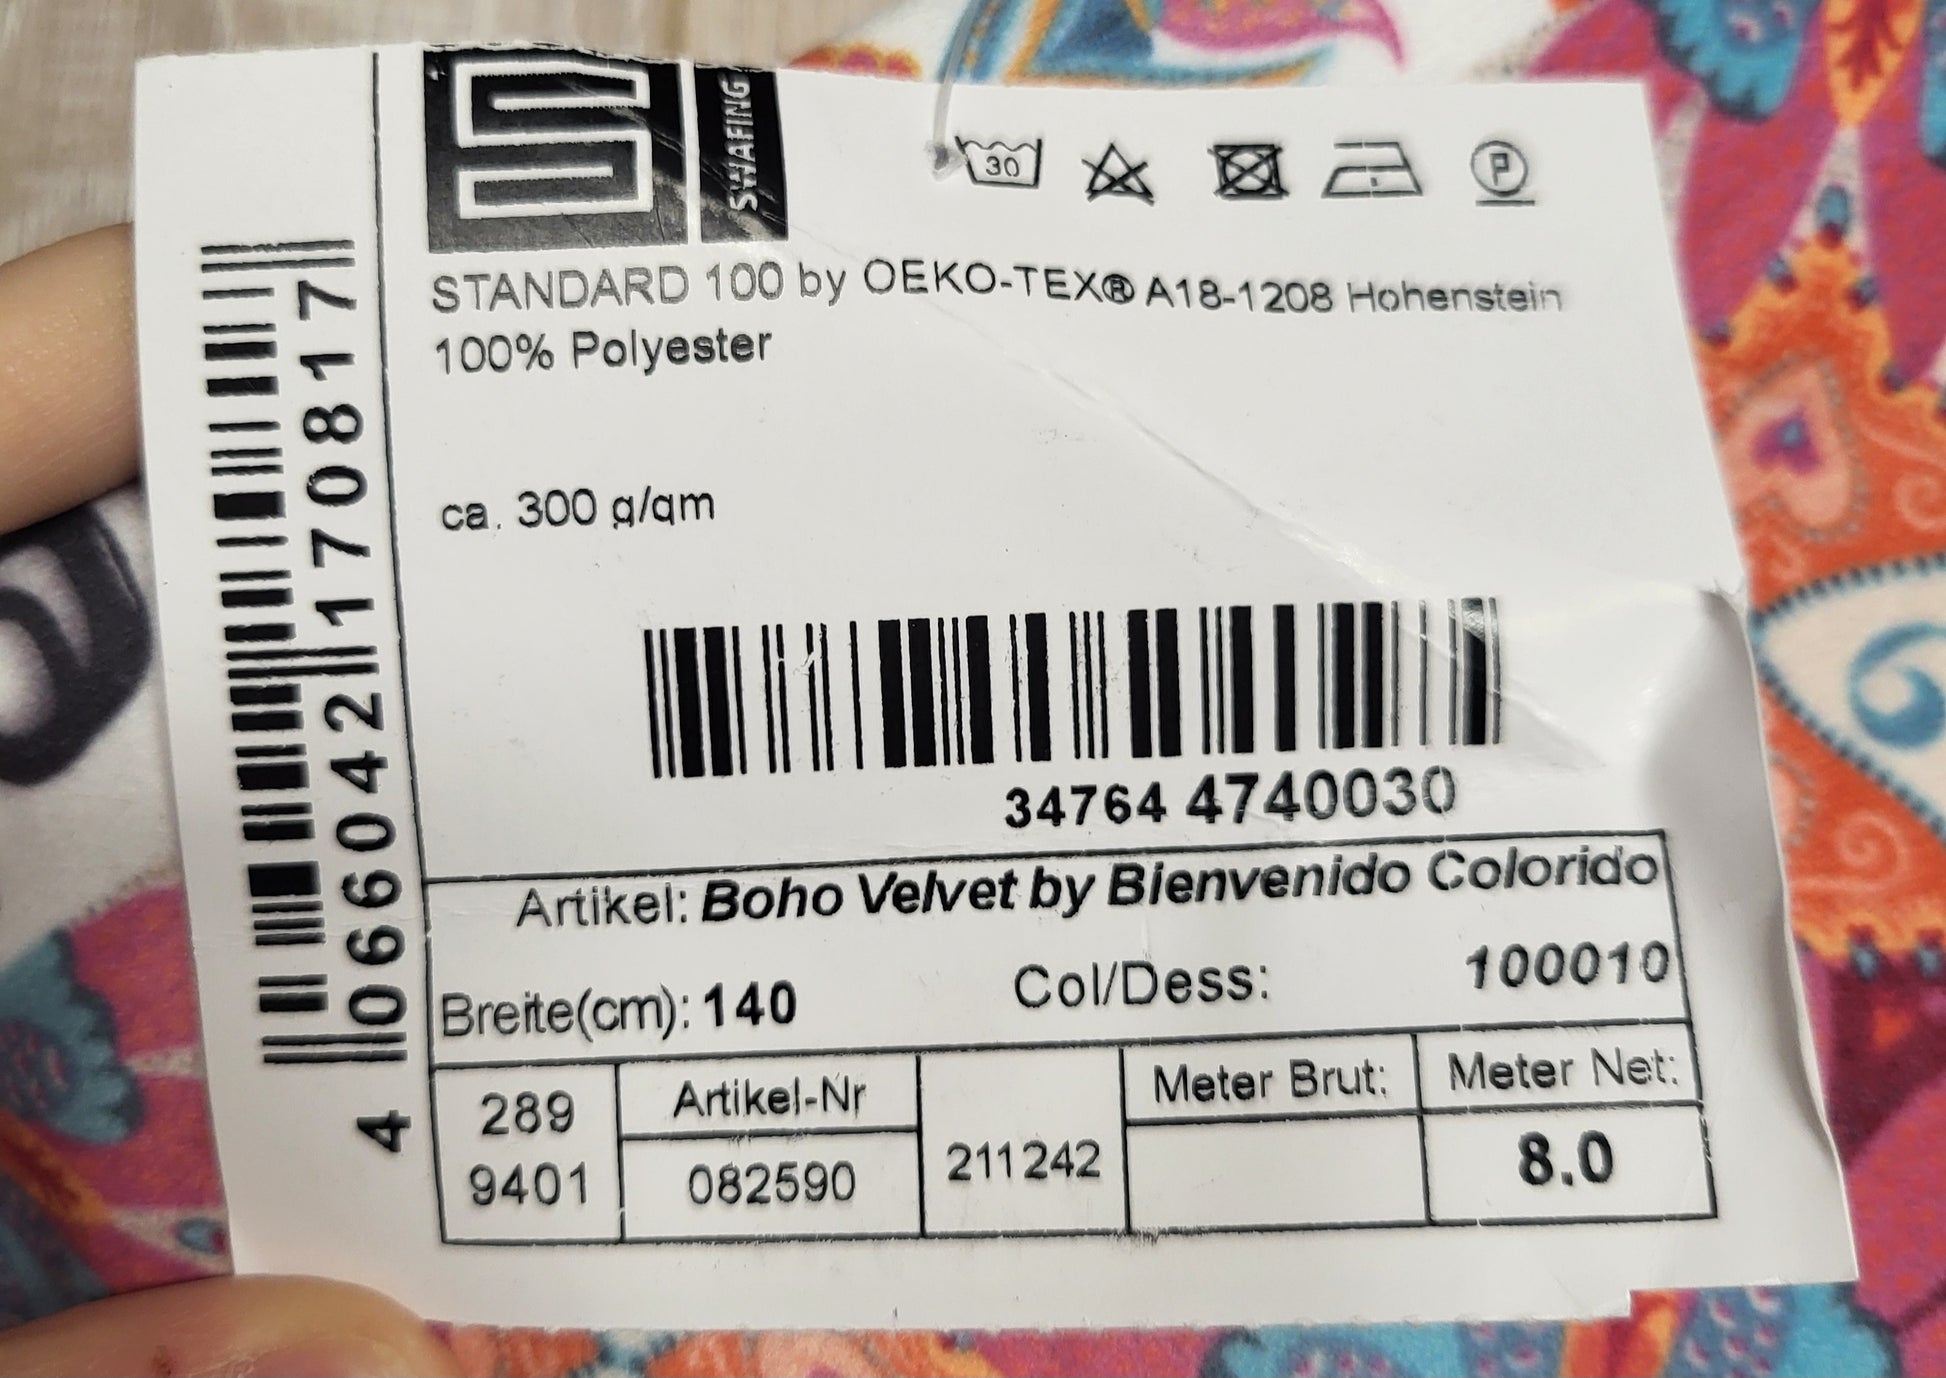 SWAFING
30
P
STANDARD 100 by OEKO-TEX® A18-1208 Hohenstein
100% Polyester
ca. 300 g/qm
4 066042 170817
34764 4740030
Artikel: Boho Velvet by Bienvenido Colorido
Breite(cm): 140 Col/Dess: 100010
289 Artikel-Nr Meter Brut: Meter Net:
9401 082590 211242 8.0